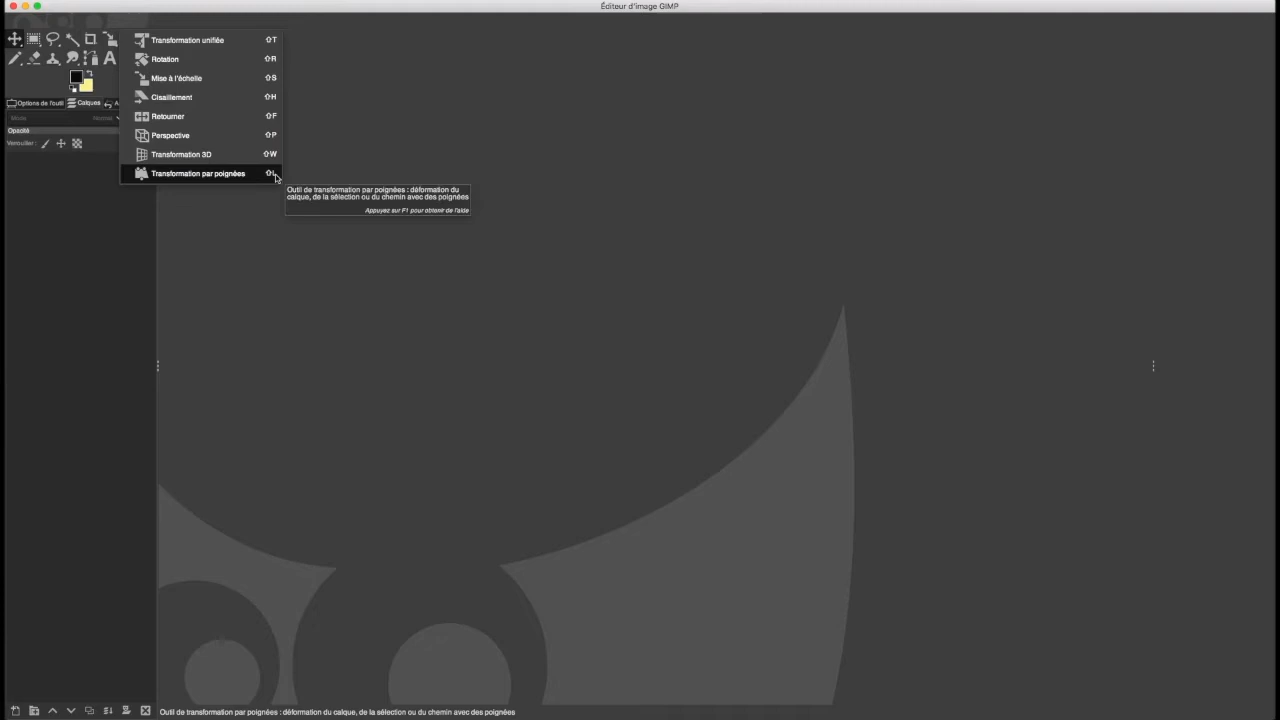 Éditeur d'image GIMP
Transformation unifiée ⇧T
Rotation ⇧R
Mise à l'échelle ⇧S
Cisaillement ⇧H
Retourner ⇧F
Perspective ⇧P
Transformation 3D ⇧W
Transformation par poignées ⇧L
A
Options de l'outil Calques A
Mode Normal
Opacité
Verouiller :
Outil de transformation par poignées : déformation du
calque, de la sélection ou du chemin avec des poignées
Appuyez sur F1 pour obtenir de l'aide
Outil de transformation par poignées : déformation du calque, de la sélection ou du chemin avec des poignées